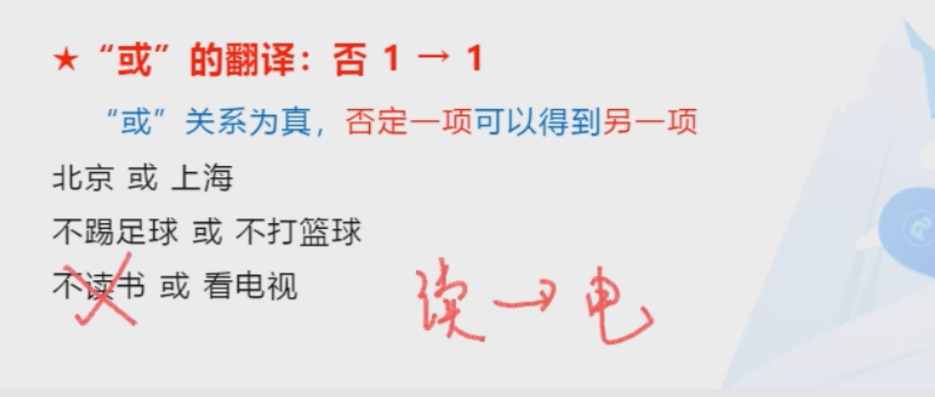 ★ “或”的翻译：否 1 → 1
“或”关系为真，否定一项可以得到另一项
北京 或 上海
不踢足球 或 不打篮球
不读书 或 看电视
读→电